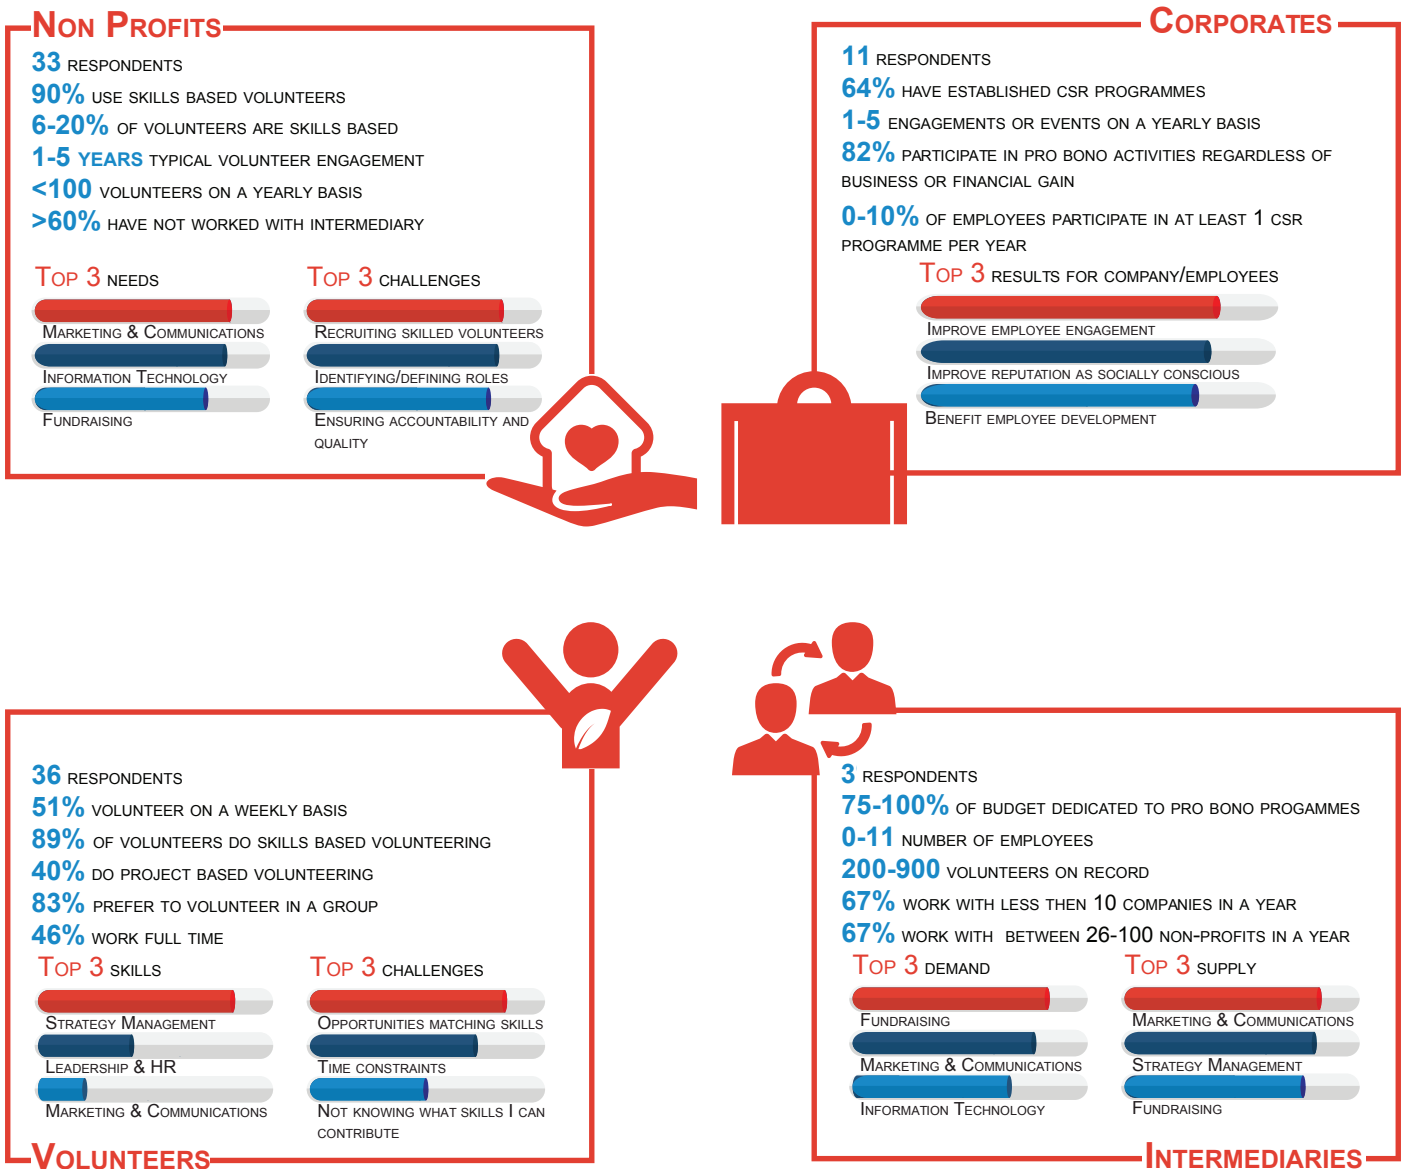 Non Profits
33 respondents
90% use skills based volunteers
6-20% of volunteers are skills based
1-5 years typical volunteer engagement
<100 volunteers on a yearly basis
>60% have not worked with intermediary
Top 3 needs
Marketing & Communications
Information Technology
Fundraising
Top 3 challenges
Recruiting skilled volunteers
Identifying/defining roles
Ensuring accountability and
quality
Corporates
11 respondents
64% have established CSR programmes
1-5 engagements or events on a yearly basis
82% participate in pro bono activities regardless of
business or financial gain
0-10% of employees participate in at least 1 CSR
programme per year
Top 3 results for company/employees
Improve employee engagement
Improve reputation as socially conscious
Benefit employee development
36 respondents
51% volunteer on a weekly basis
89% of volunteers do skills based volunteering
40% do project based volunteering
83% prefer to volunteer in a group
46% work full time
Top 3 skills
Strategy Management
Leadership & HR
Marketing & Communications
Top 3 challenges
Opportunities matching skills
Time constraints
Not knowing what skills I can
contribute
Volunteers
3 respondents
75-100% of budget dedicated to pro bono progammes
0-11 number of employees
200-900 volunteers on record
67% work with less then 10 companies in a year
67% work with between 26-100 non-profits in a year
Top 3 demand
Fundraising
Marketing & Communications
Information Technology
Top 3 supply
Marketing & Communications
Strategy Management
Fundraising
Intermediaries